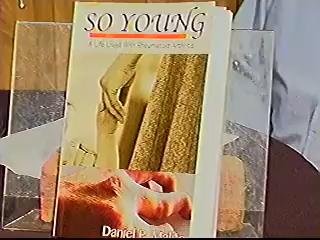 SO YOUNG
A Life Lived With Rheumatoid Arthritis
Daniel P.